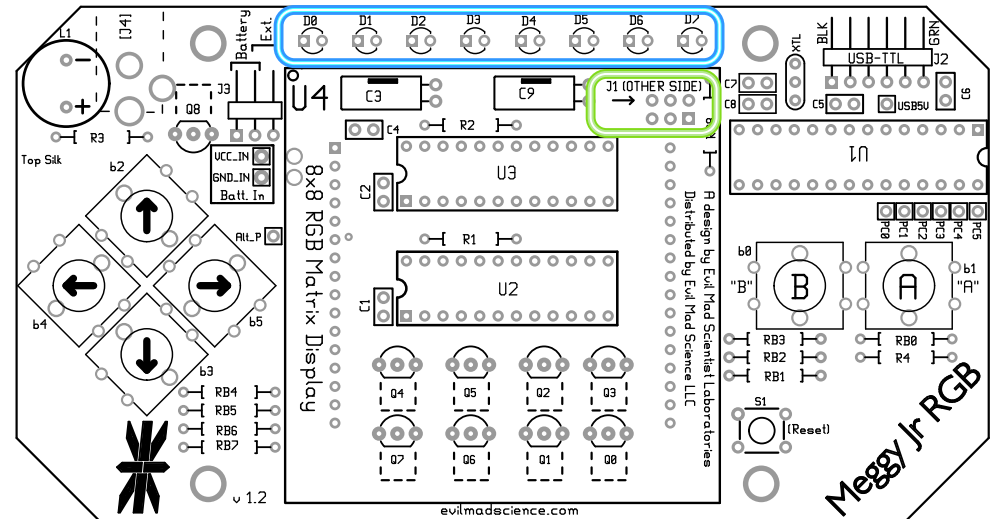 D0 D1 D2 D3 D4 D5 D6 D7
L1
[J4]
Battery
Ext.
XTL
BLK
GRN
USB-TTL
J2
U4
C3
C9
J1 (OTHER SIDE)
C7
C8
C5
USB5V
C6
J3
Q8
R3
C4
R2
U1
Top Silk
VCC_IN
GND_IN
Batt. In
b2
U3
C2
8x8 RGB Matrix Display
A design by Evil Mad Scientist Laboratories
Distributed by Evil Mad Science LLC
PC0 PC1 PC2 PC3 PC4 PC5
Alt_P
R1
b0
"B"
B
A
b1
"A"
U2
C1
b4
b5
b3
RB3
RB2
RB1
RB0
R4
RB4
RB5
RB6
RB7
Q4 Q5 Q2 Q3
Q7 Q6 Q1 Q0
S1
(Reset)
Meggy Jr RGB
v 1.2
evilmadscience.com